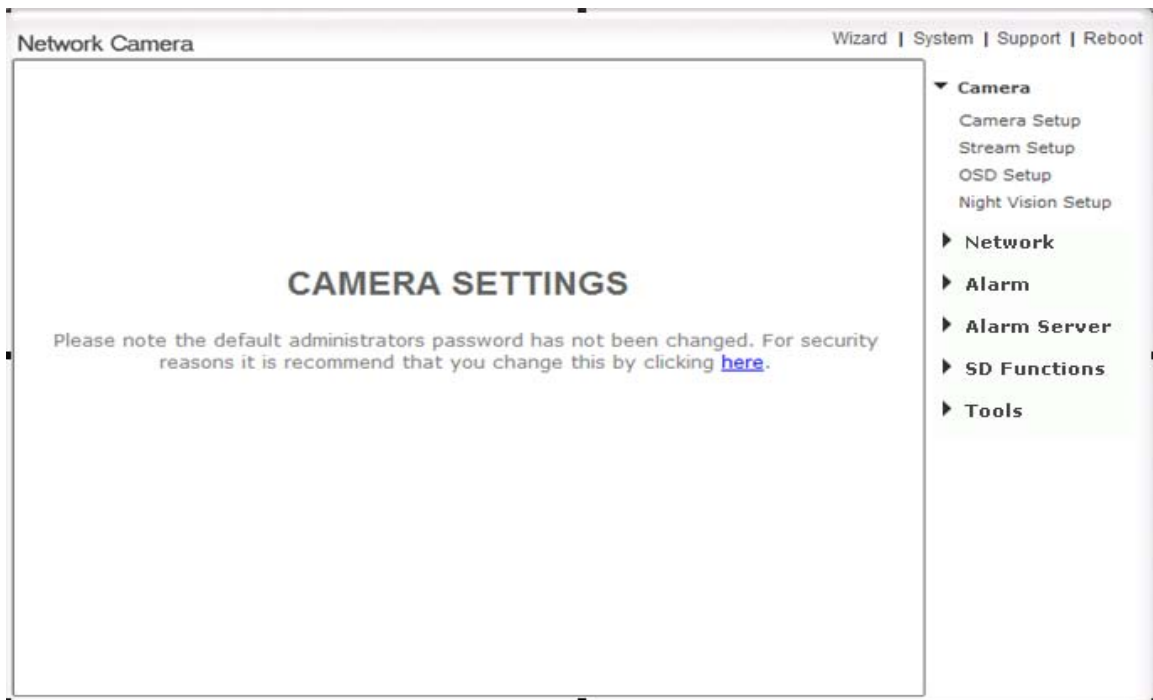 Network Camera
Wizard | System | Support | Reboot
CAMERA SETTINGS
Please note the default administrators password has not been changed. For security
reasons it is recommend that you change this by clicking here.
Camera
Camera Setup
Stream Setup
OSD Setup
Night Vision Setup
Network
Alarm
Alarm Server
SD Functions
Tools